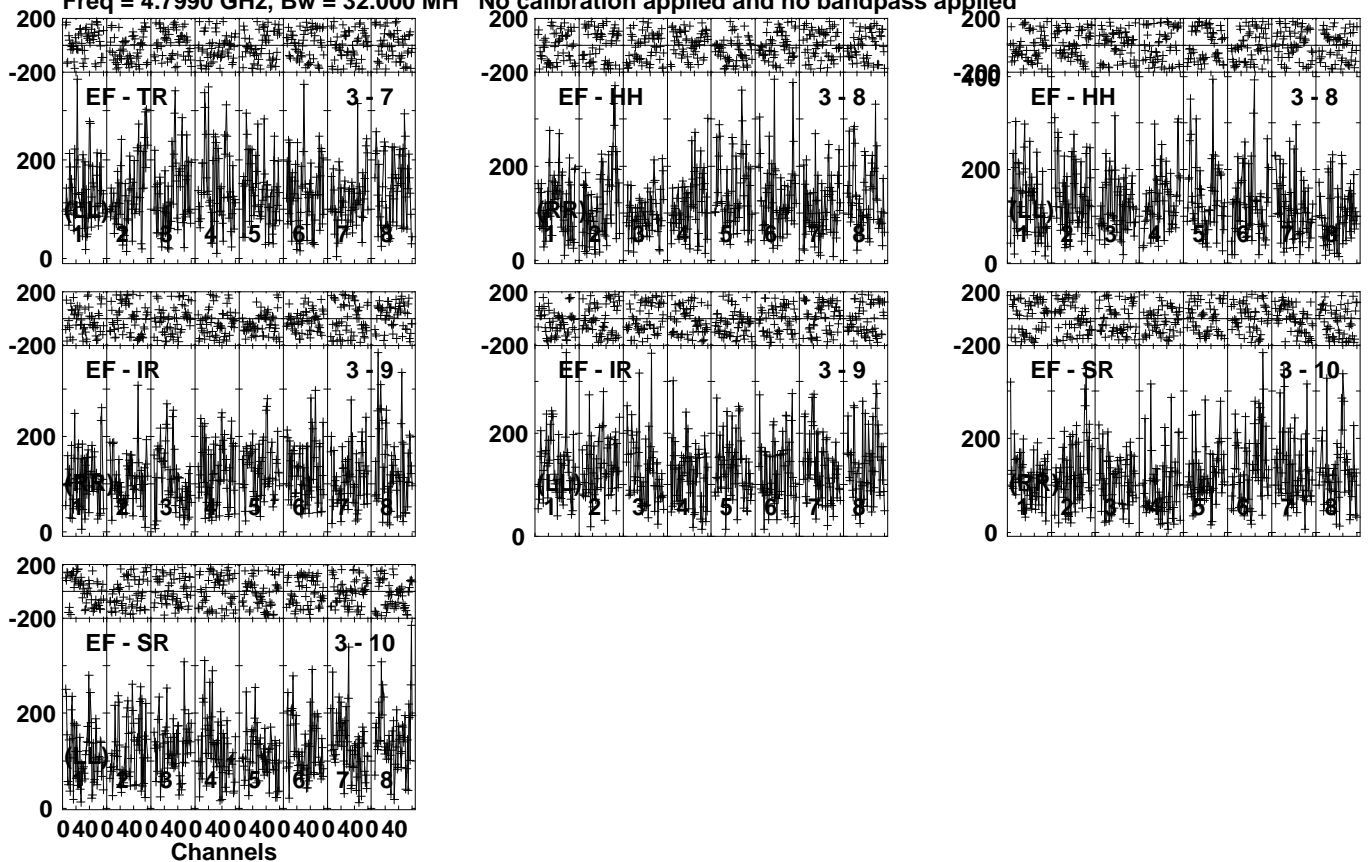 Freq = 4.7990 GHz, Bw = 32.000 MH No calibration applied and no bandpass applied
200 200 200
-200 -200 -200
400
EF - TR 3 - 7 EF - HH 3 - 8 EF - HH 3 - 8
200 200 200
(LL) (RR) (LL)
1 2 3 4 5 6 7 8 1 2 3 4 5 6 7 8 1 2 3 4 5 6 7 8
0 0 0
200 200 200
-200 -200 -200
EF - IR 3 - 9 EF - IR 3 - 9 EF - SR 3 - 10
200 200 200
(RR) (LL) (RR)
1 2 3 4 5 6 7 8 1 2 3 4 5 6 7 8 1 2 3 4 5 6 7 8
0 0 0
200
-200
EF - SR 3 - 10
200
(LL)
1 2 3 4 5 6 7 8
0
0 40 0 40 0 40 0 40 0 40 0 40 0 40 0 40
Channels